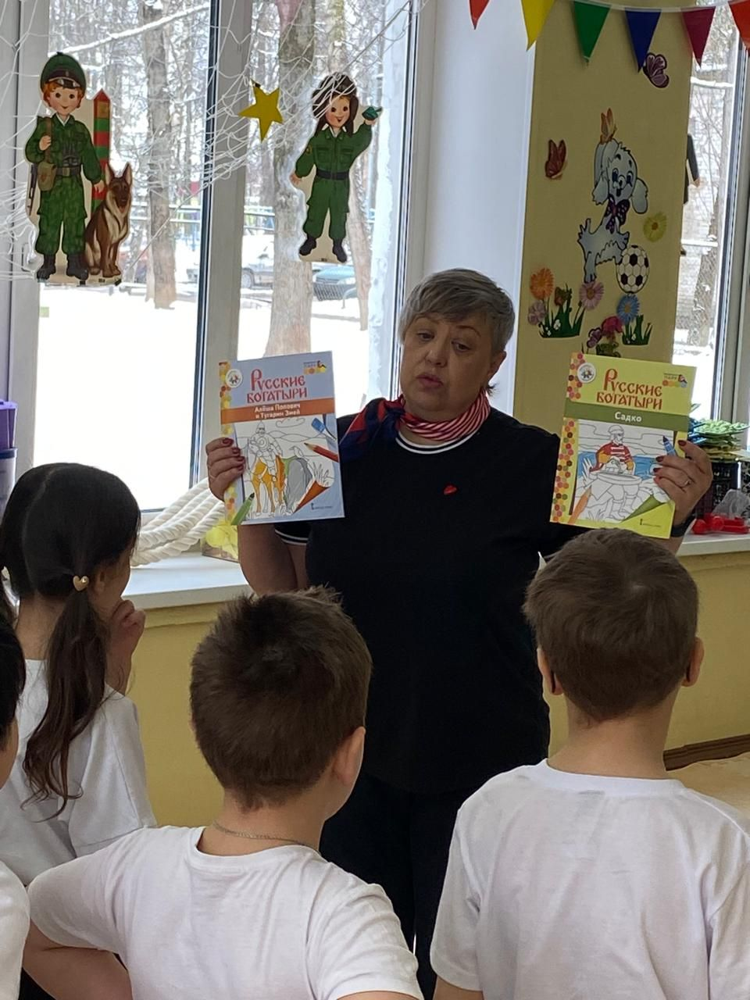 РУССКИЕ
БОГАТЫРИ
Алёша Попович
и Тугарин Змей
РУССКИЕ
БОГАТЫРИ
Садко